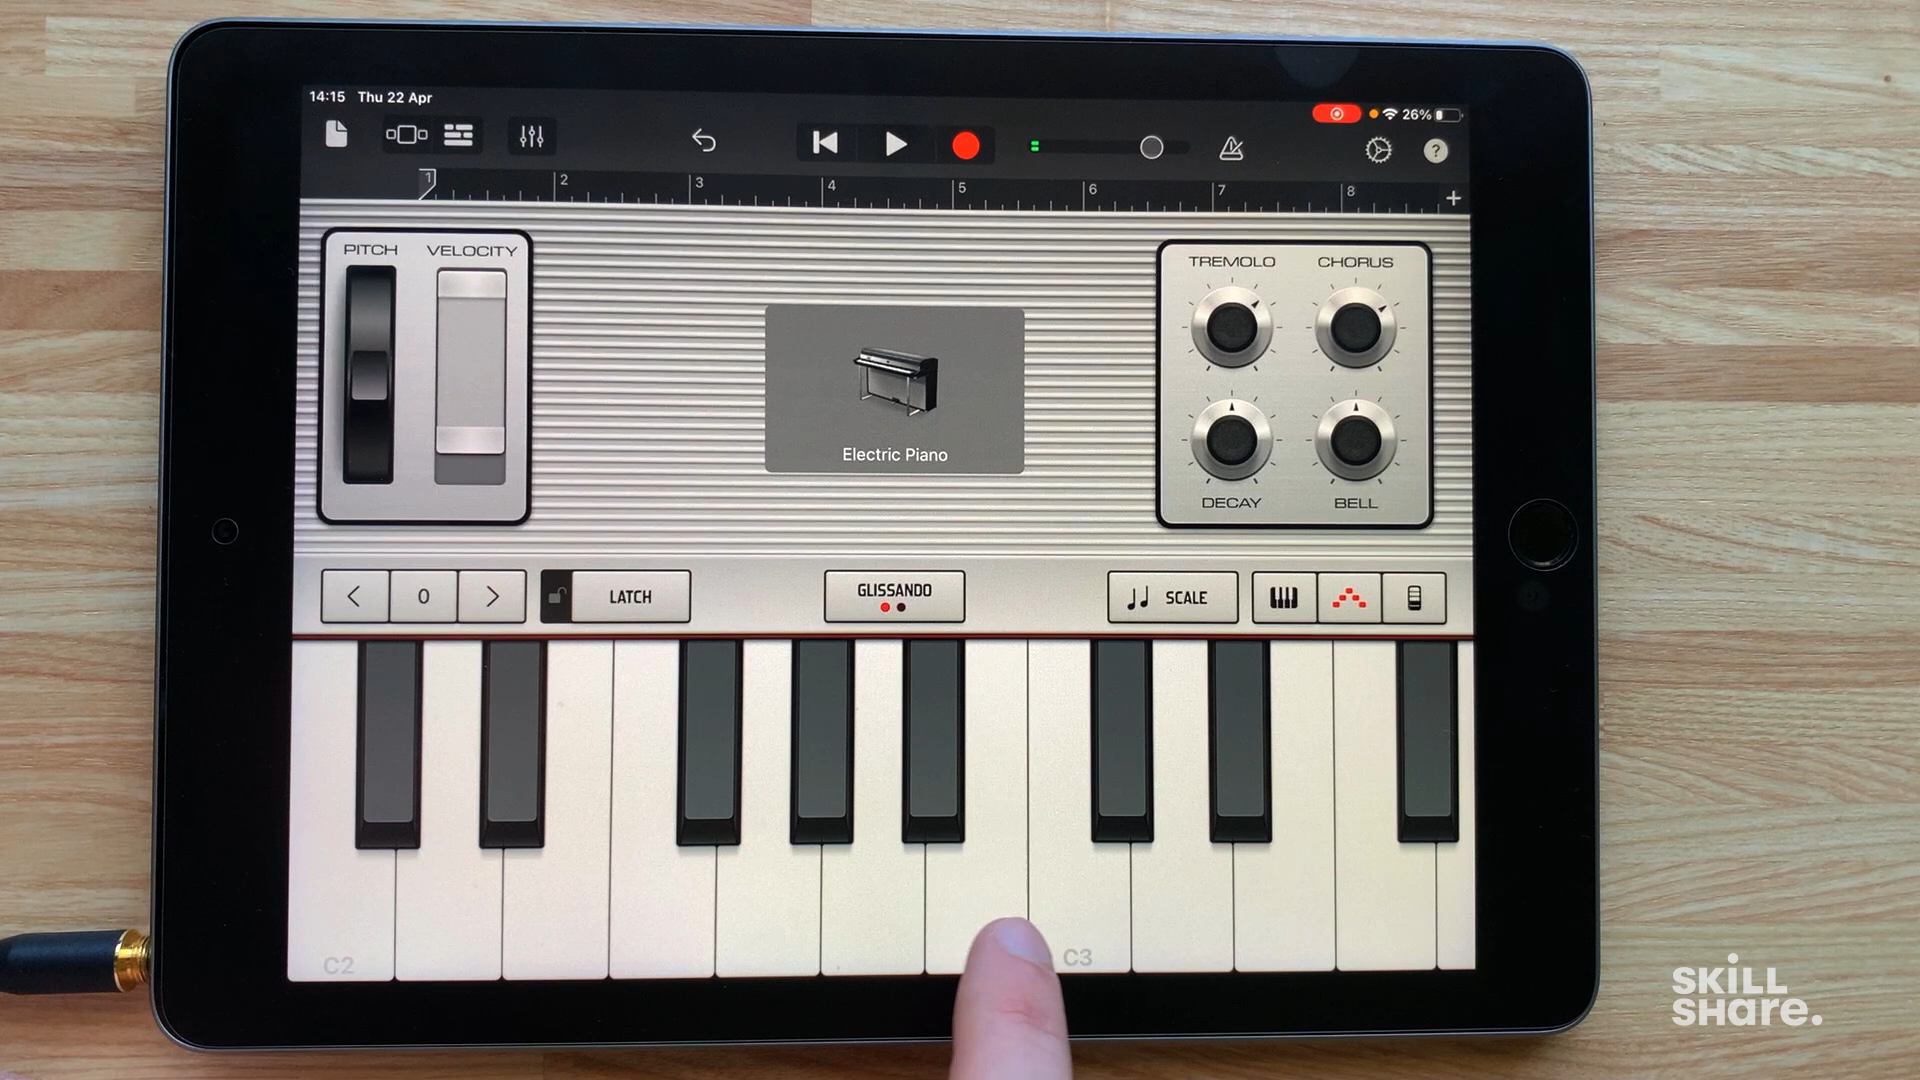 14:15 Thu 22 Apr
26%
?
1 2 3 4 5 6 7 8 +
PITCH VELOCITY
TREMOLO CHORUS
Electric Piano
DECAY BELL
< 0 >
LATCH
GLISSANDO
SCALE
C2
C3
SKiLL
SHare.